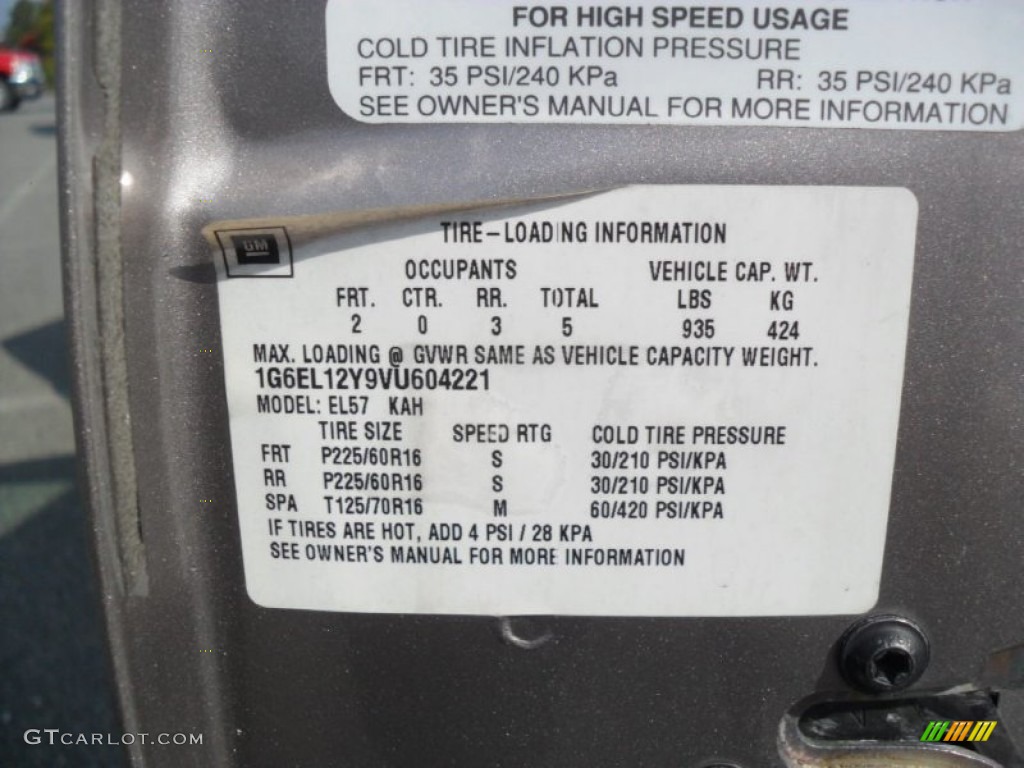 FOR HIGH SPEED USAGE
COLD TIRE INFLATION PRESSURE
FRT: 35 PSI/240 KPa RR: 35 PSI/240 KPa
SEE OWNER'S MANUAL FOR MORE INFORMATION
GM
TIRE-LOADING INFORMATION
OCCUPANTS VEHICLE CAP. WT.
FRT. CTR. RR. TOTAL LBS KG
2 0 3 5 935 424
MAX. LOADING @ GVWR SAME AS VEHICLE CAPACITY WEIGHT.
1G6EL12Y9VU604221
MODEL: EL57 KAH
TIRE SIZE SPEED RTG COLD TIRE PRESSURE
FRT P225/60R16 S 30/210 PSI/KPA
RR P225/60R16 S 30/210 PSI/KPA
SPA T125/70R16 M 60/420 PSI/KPA
IF TIRES ARE HOT, ADD 4 PSI / 28 KPA
SEE OWNER'S MANUAL FOR MORE INFORMATION
GTCARLOT.COM